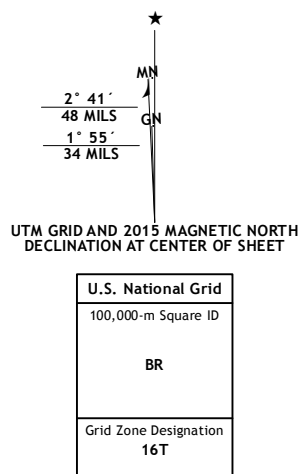 MN
2° 41´
48 MILS
GN
1° 55´
34 MILS
UTM GRID AND 2015 MAGNETIC NORTH
DECLINATION AT CENTER OF SHEET
U.S. National Grid
100,000-m Square ID
BR
Grid Zone Designation
16T